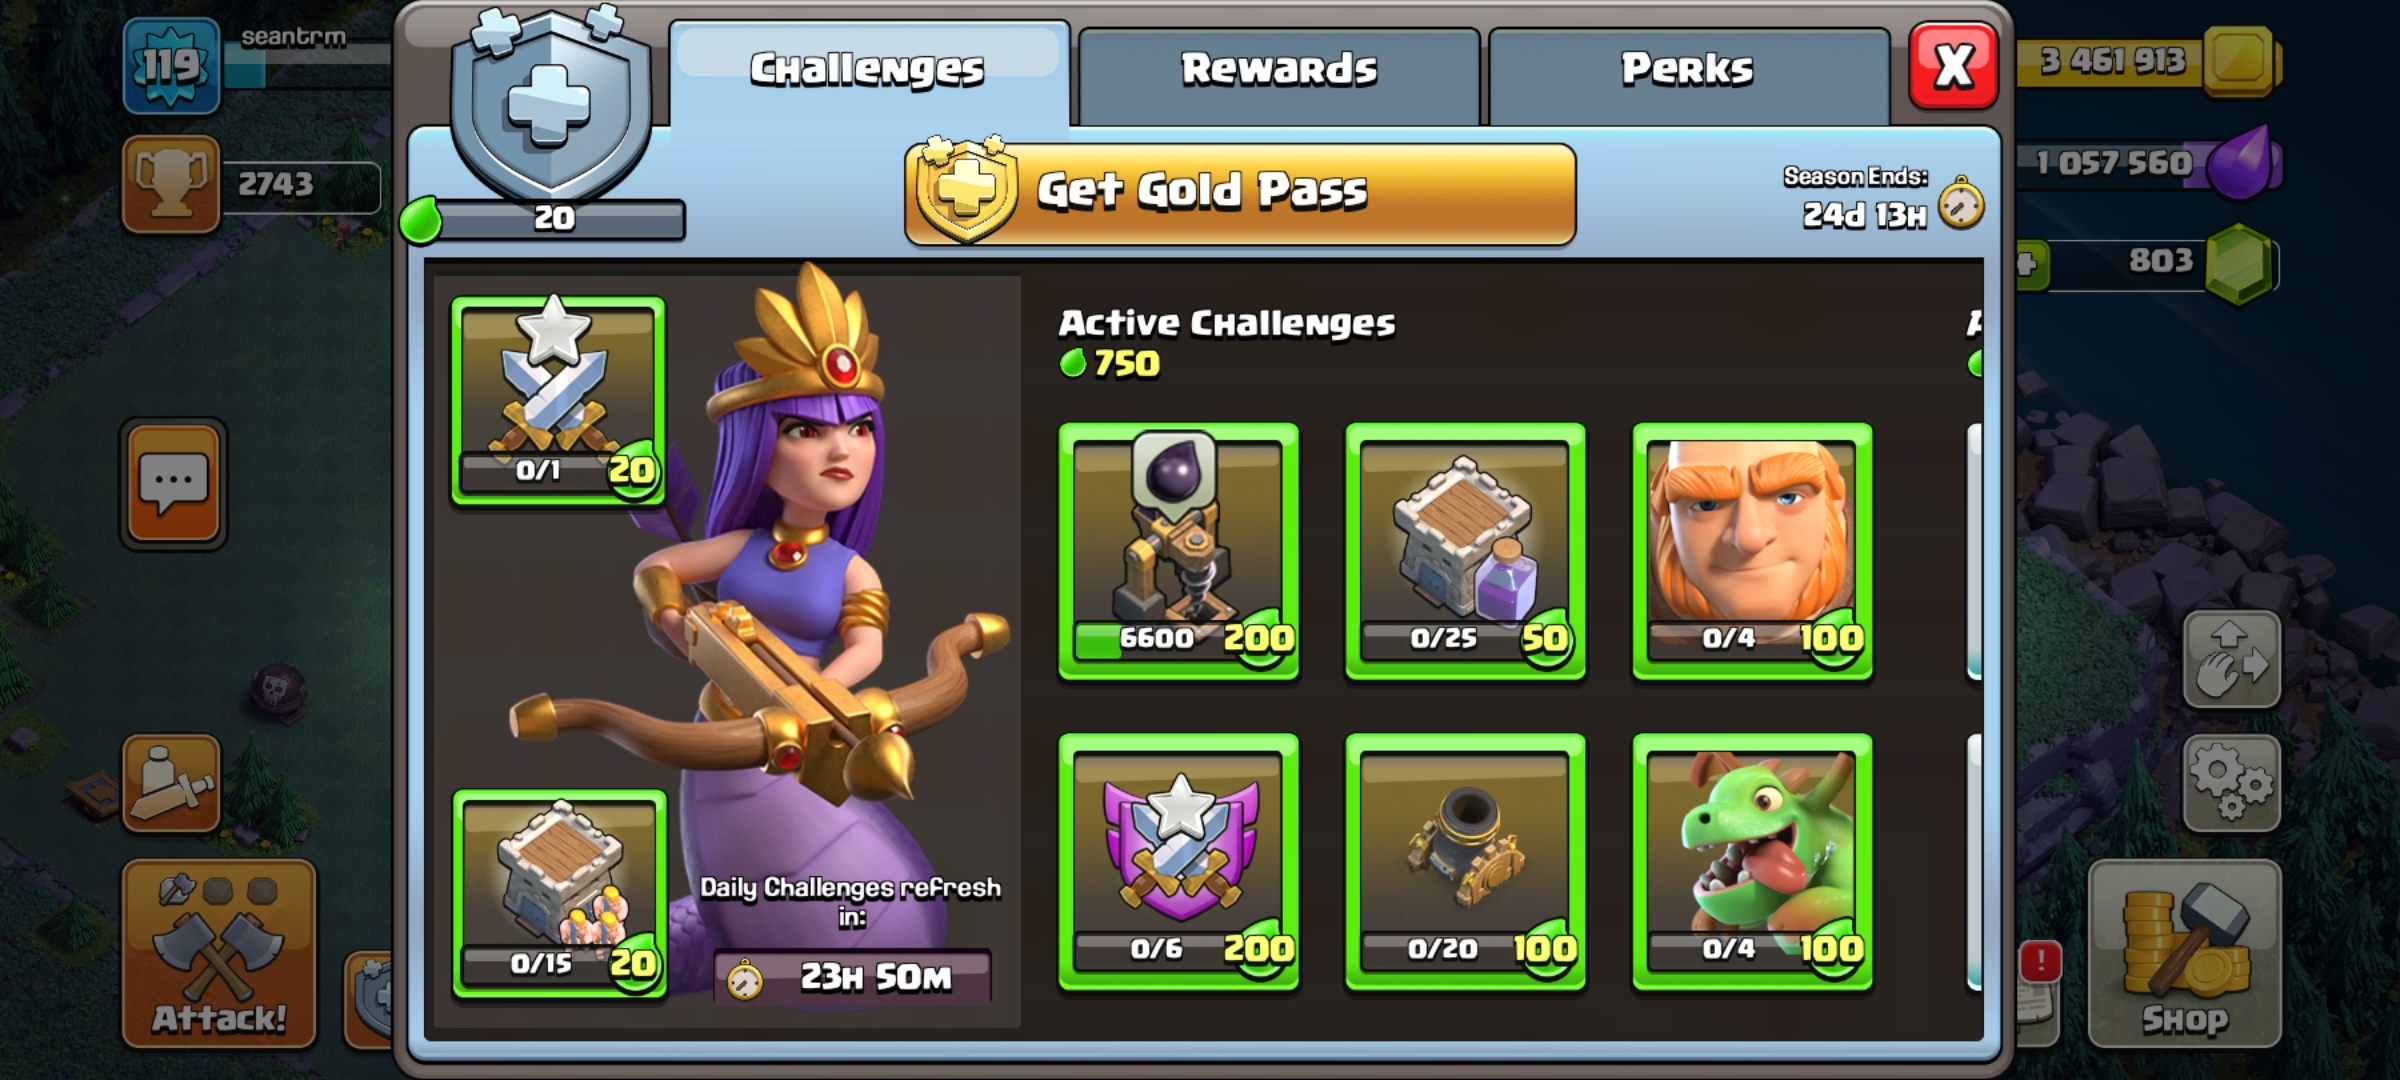 119
seantrm
2743
Challenges
Rewards
Perks
X
3 461 913
1 057 560
803
20
Get Gold Pass
Season Ends:
24d 13H
0/1
20
Active Challenges
750
6600
200
0/25
50
0/4
100
0/6
200
0/20
100
0/4
100
Daily Challenges refresh
in:
23H 50M
0/15
20
Attack!
!
Shop